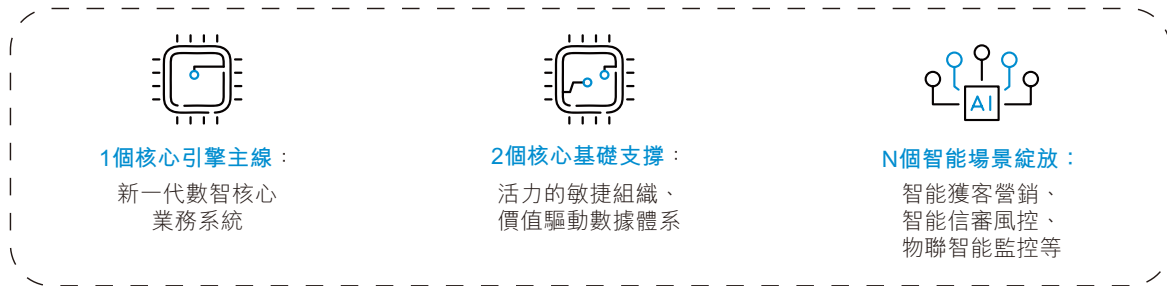 1個核心引擎主線：
新一代數智核心
業務系統
2個核心基礎支撐：
活力的敏捷組織、
價值驅動數據體系
AI
N個智能場景綻放：
智能獲客營銷、
智能信審風控、
物聯智能監控等